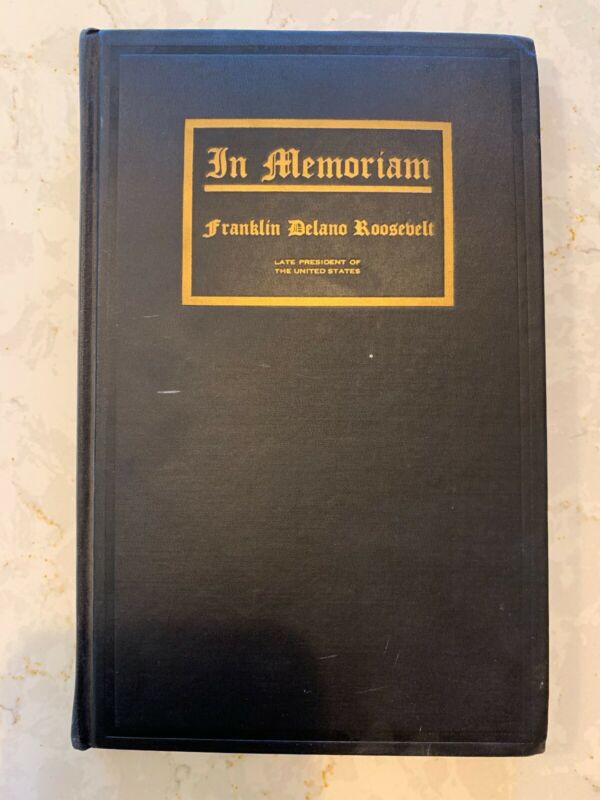 In Memoriam
Franklin Delano Roosevelt
LATE PRESIDENT OF
THE UNITED STATES